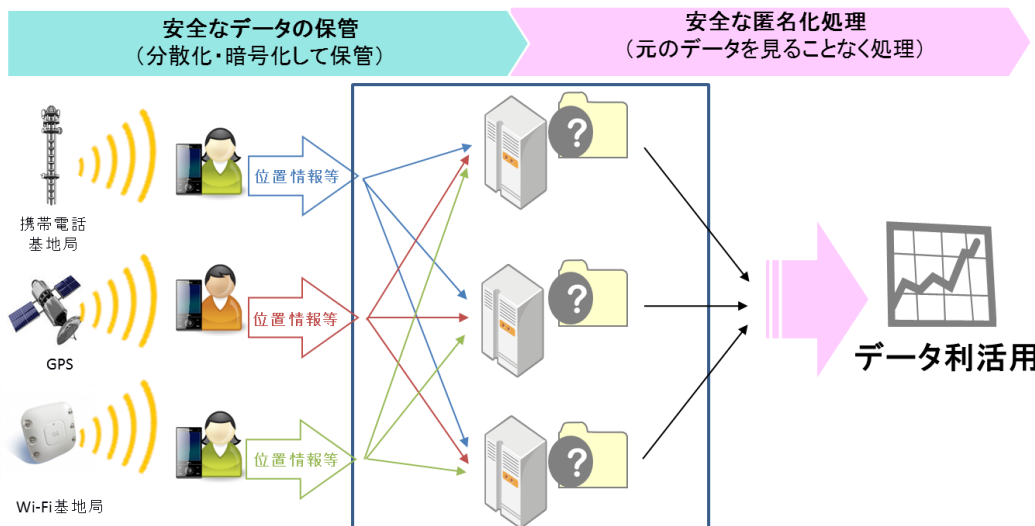 安全なデータの保管
(分散化・暗号化して保管)
安全な匿名化処理
(元のデータを見ることなく処理)
携帯電話
基地局
位置情報等
?
GPS
位置情報等
?
データ利活用
Wi-Fi基地局
位置情報等
?